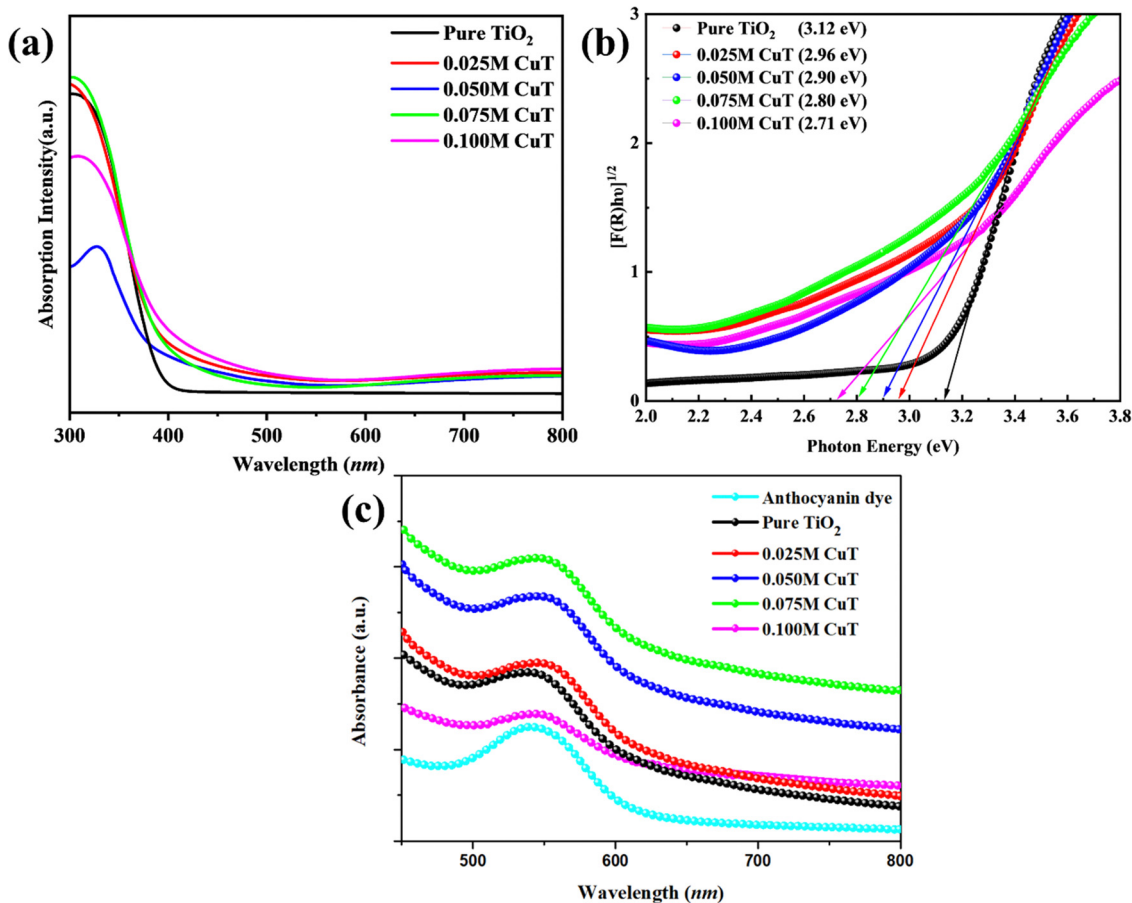 (a)
Pure TiO₂
0.025M CuT
0.050M CuT
0.075M CuT
0.100M CuT
Absorption Intensity(a.u.)
300 400 500 600 700 800
Wavelength (nm)
(b)
Pure TiO₂ (3.12 eV)
0.025M CuT (2.96 eV)
0.050M CuT (2.90 eV)
0.075M CuT (2.80 eV)
0.100M CuT (2.71 eV)
[F(R)hυ]^1/2
3
2
1
0
2.0 2.2 2.4 2.6 2.8 3.0 3.2 3.4 3.6 3.8
Photon Energy (eV)
(c)
Anthocyanin dye
Pure TiO₂
0.025M CuT
0.050M CuT
0.075M CuT
0.100M CuT
Absorbance (a.u.)
500 600 700 800
Wavelength (nm)